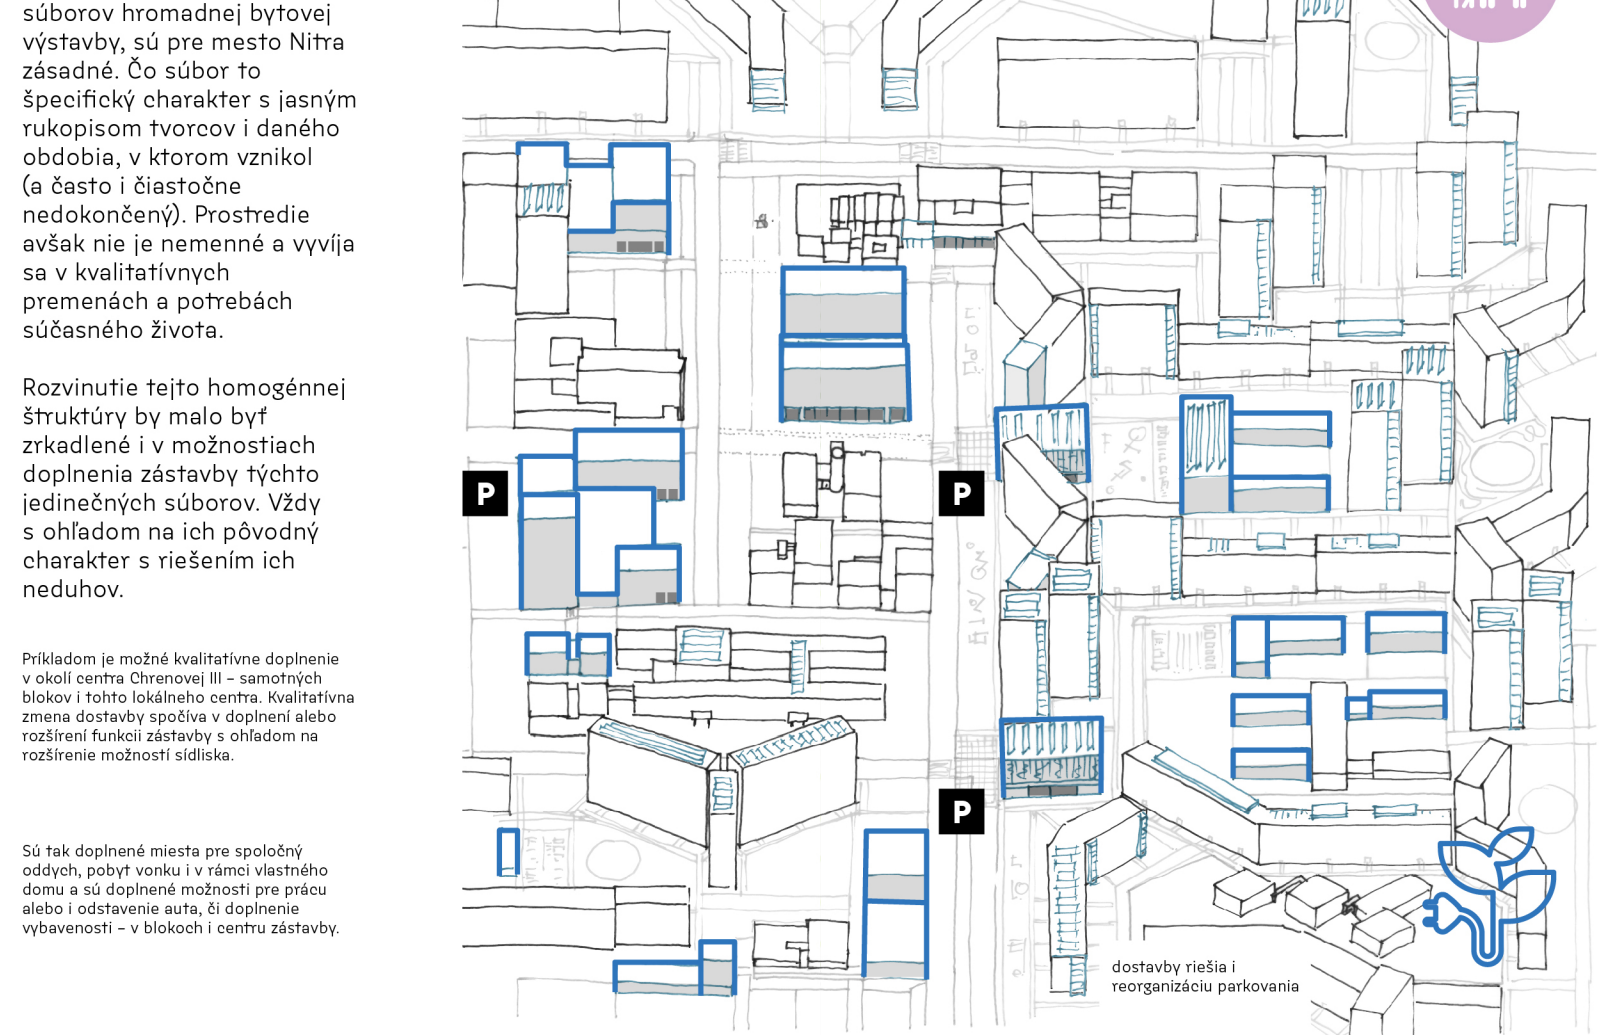 súborov hromadnej bytovej
výstavby, sú pre mesto Nitra
zásadné. Čo súbor to
špecifický charakter s jasným
rukopisom tvorcov i daného
obdobia, v ktorom vznikol
(a často i čiastočne
nedokončený). Prostredie
avšak nie je nemenné a vyvíja
sa v kvalitatívnych
premenách a potrebách
súčasného života.
Rozvinutie tejto homogénnej
štruktúry by malo byť
zrkadlené i v možnostiach
doplnenia zástavby týchto
jedinečných súborov. Vždy
s ohľadom na ich pôvodný
charakter s riešením ich
neduhov.
Príkladom je možné kvalitatívne doplnenie
v okolí centra Chrenovej III – samotných
blokov i tohto lokálneho centra. Kvalitatívna
zmena dostavby spočíva v doplnení alebo
rozšírení funkcii zástavby s ohľadom na
rozšírenie možností sídliska.
Sú tak doplnené miesta pre spoločný
oddych, pobyt vonku i v rámci vlastného
domu a sú doplnené možnosti pre prácu
alebo i odstavenie auta, či doplnenie
vybavenosti – v blokoch i centru zástavby.
P
P
P
dostavby riešia i
reorganizáciu parkovania